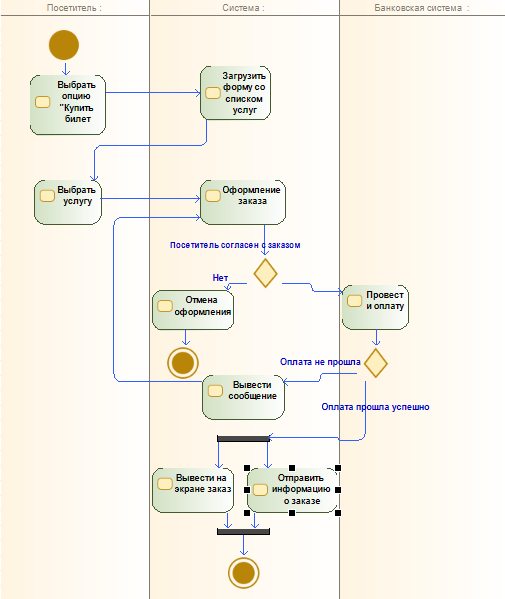 Посетитель :
Система :
Банковская система :
Выбрать
опцию
"Купить
билет
Загрузить
форму со
списком
услуг
Выбрать
услугу
Оформление
заказа
Посетитель согласен с заказом
Нет
Отмена
оформления
Провест
и оплату
Оплата не прошла
Вывести
сообщение
Оплата прошла успешно
Вывести на
экране заказ
Отправить
информацию
о заказе